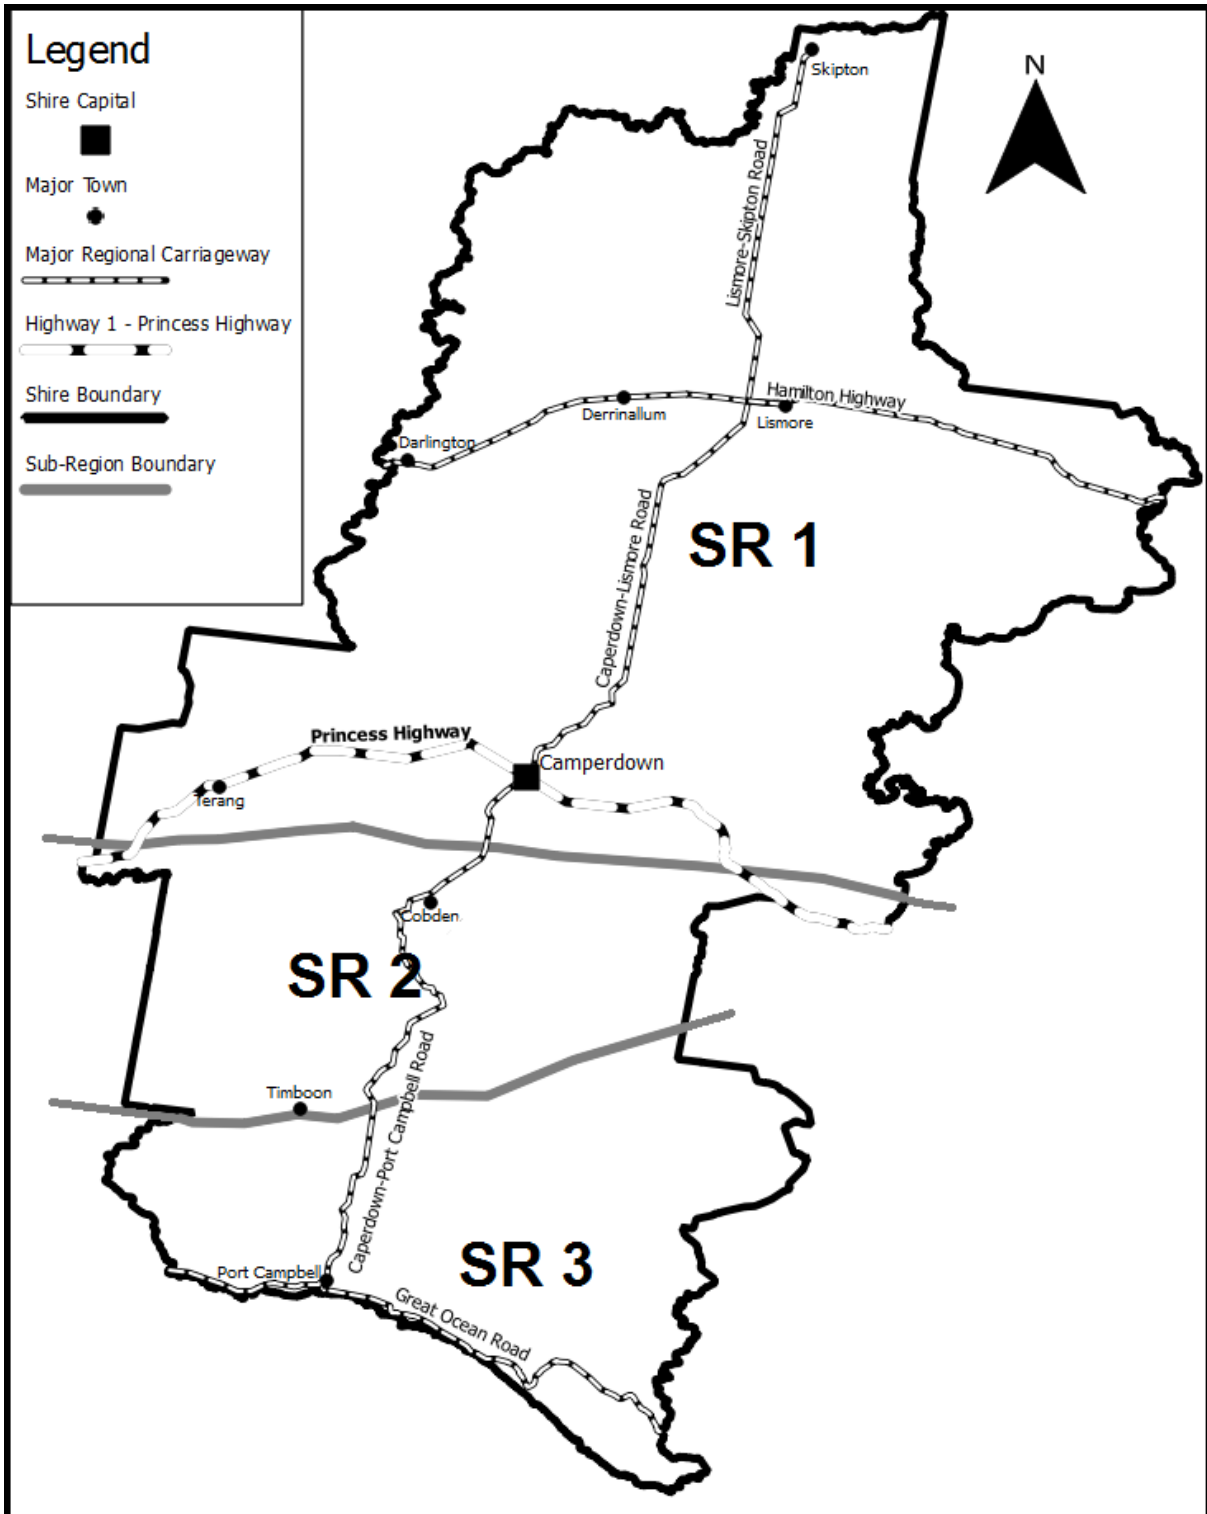 Legend
Shire Capital
Major Town
Major Regional Carriageway
Highway 1 - Princess Highway
Shire Boundary
Sub-Region Boundary
N
Skipton
Lismore-Skipton Road
Hamilton Highway
Derrinallum
Lismore
Darlington
SR 1
Caperdown-Lismore Road
Princess Highway
Camperdown
Terang
Cobden
SR 2
Caperdown-Port Campbell Road
Timboon
SR 3
Port Campbell
Great Ocean Road